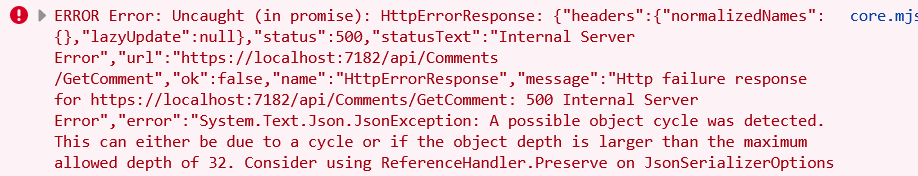 ERROR Error: Uncaught (in promise): HttpErrorResponse: {"headers":{"normalizedNames": core.mjs
{},"lazyUpdate":null},"status":500,"statusText":"Internal Server
Error","url":"https://localhost:7182/api/Comments
/GetComment","ok":false,"name":"HttpErrorResponse","message":"Http failure response
for https://localhost:7182/api/Comments/GetComment: 500 Internal Server
Error","error":"System.Text.Json.JsonException: A possible object cycle was detected.
This can either be due to a cycle or if the object depth is larger than the maximum
allowed depth of 32. Consider using ReferenceHandler.Preserve on JsonSerializerOptions